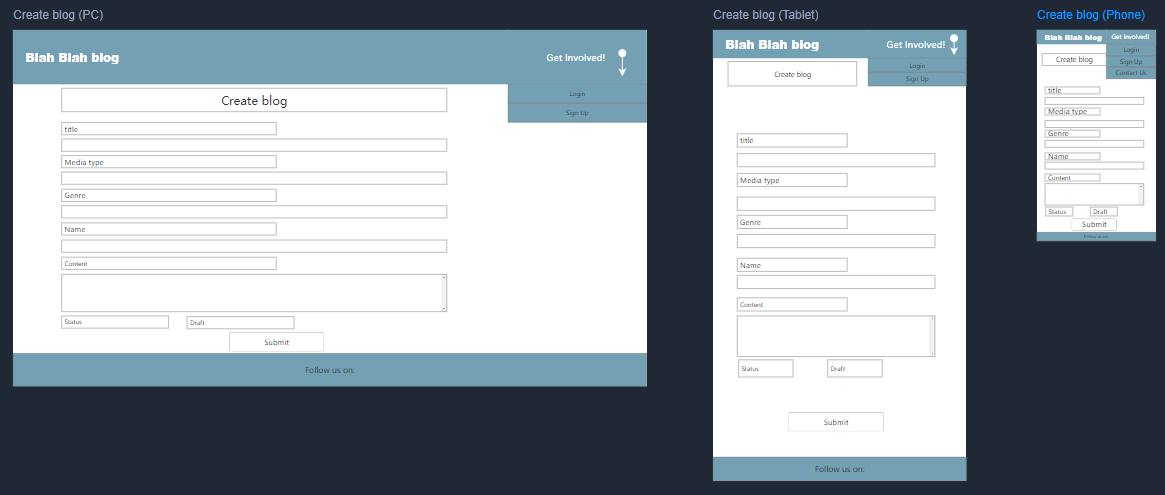 Create blog (PC)
Blah Blah blog
Get Involved!
Login
Sign Up
Create blog
title
Media type
Genre
Name
Content
Status
Draft
Submit
Follow us on:
Create blog (Tablet)
Blah Blah blog
Get Involved!
Login
Sign Up
Create blog
title
Media type
Genre
Name
Content
Status
Draft
Submit
Follow us on:
Create blog (Phone)
Blah Blah blog
Get Involved!
Login
Sign Up
Contact Us
Create blog
title
Media type
Genre
Name
Content
Status
Draft
Submit
Follow us on: